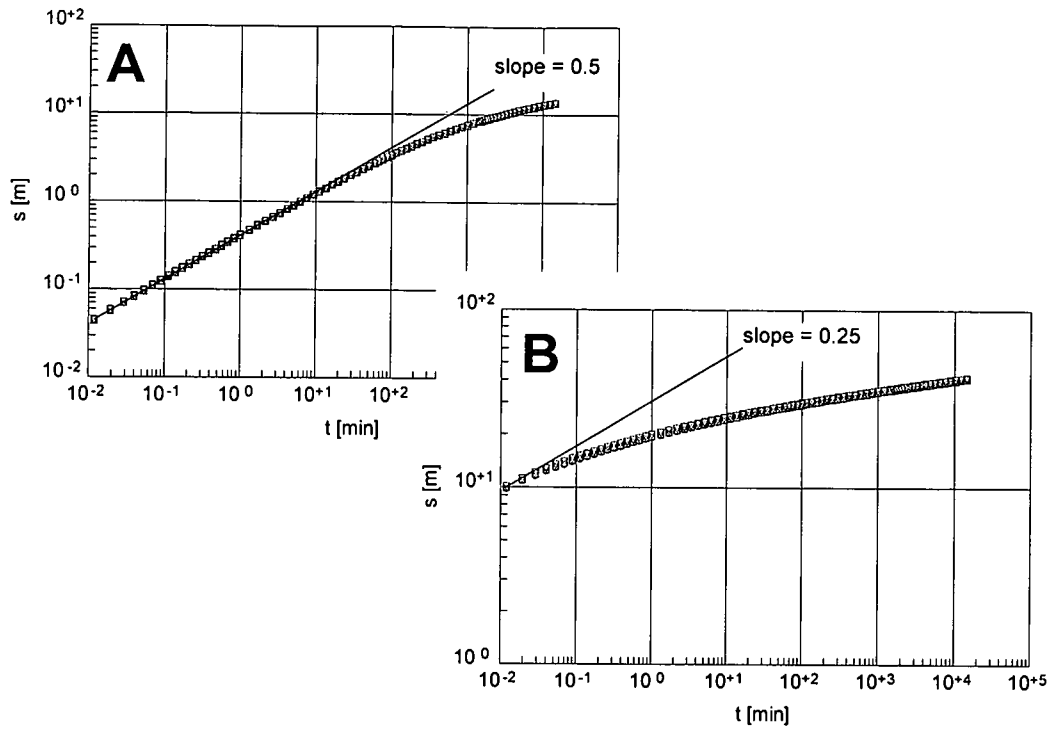 10+2
A
slope = 0.5
10+1
10 0
s [m]
10-1
10-2
10-2 10-1 10 0 10+1 10+2
t [min]
10+2
B
slope = 0.25
10+1
s [m]
10 0
10-2 10-1 10 0 10+1 10+2 10+3 10+4 10+5
t [min]